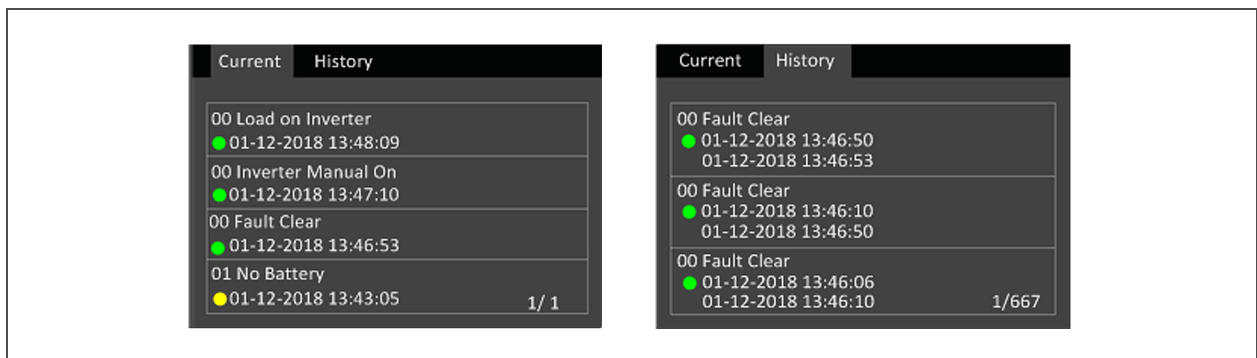 Current History
00 Load on Inverter
01-12-2018 13:48:09
00 Inverter Manual On
01-12-2018 13:47:10
00 Fault Clear
01-12-2018 13:46:53
01 No Battery
01-12-2018 13:43:05 1/ 1
Current History
00 Fault Clear
01-12-2018 13:46:50
01-12-2018 13:46:53
00 Fault Clear
01-12-2018 13:46:10
01-12-2018 13:46:50
00 Fault Clear
01-12-2018 13:46:06
01-12-2018 13:46:10 1/667